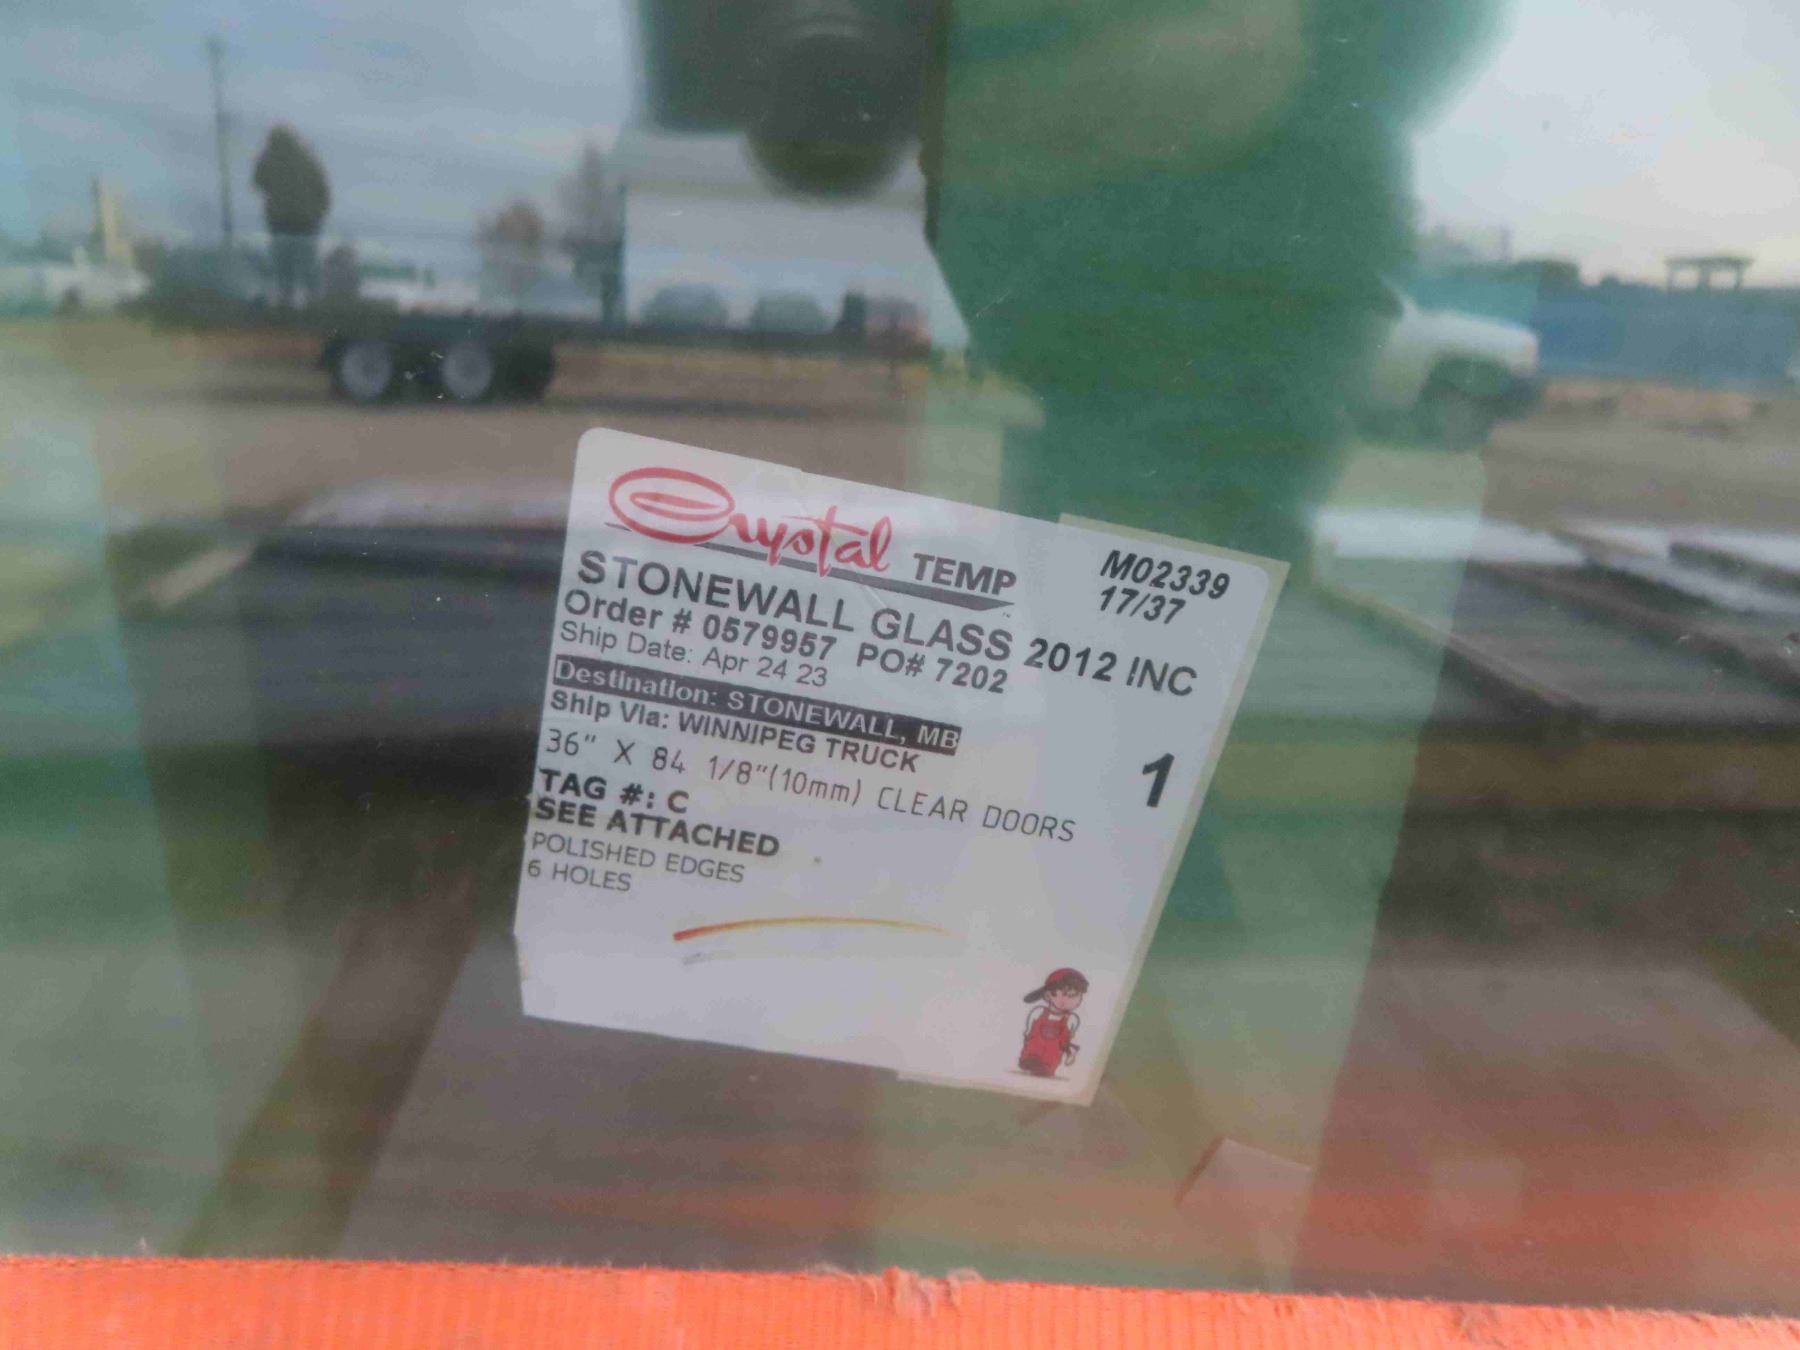 Crystal TEMP
M02339
17/37
STONEWALL GLASS 2012 INC
Order # 0579957 PO# 7202
Ship Date: Apr 24 23
Destination: STONEWALL, MB
Ship Via: WINNIPEG TRUCK
36" X 84 1/8"(10mm) CLEAR DOORS
1
TAG #: C
SEE ATTACHED
POLISHED EDGES
6 HOLES